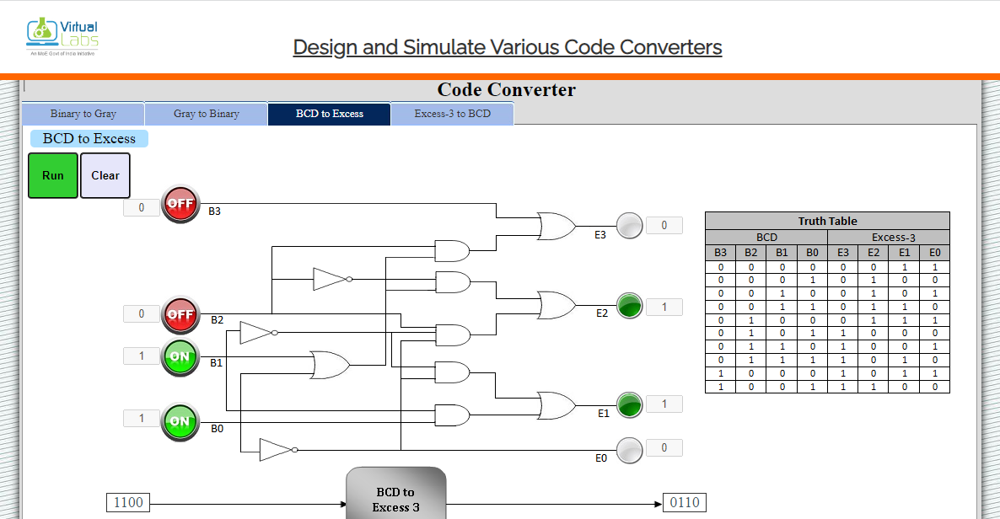 Virtual
Labs
An MoE Govt of India Initiative
Design and Simulate Various Code Converters
Code Converter
Binary to Gray Gray to Binary BCD to Excess Excess-3 to BCD
BCD to Excess
Run Clear
0 OFF B3
E3 0
0 OFF B2
E2 1
1 ON B1
1 ON B0
E1 1
E0 0
Truth Table
BCD Excess-3
B3 B2 B1 B0 E3 E2 E1 E0
0 0 0 0 0 0 1 1
0 0 0 1 0 1 0 0
0 0 1 0 0 1 0 1
0 0 1 1 0 1 1 0
0 1 0 0 0 1 1 1
0 1 0 1 1 0 0 0
0 1 1 0 1 0 0 1
0 1 1 1 1 0 1 0
1 0 0 0 1 0 1 1
1 0 0 1 1 1 0 0
1100
BCD to
Excess 3
0110